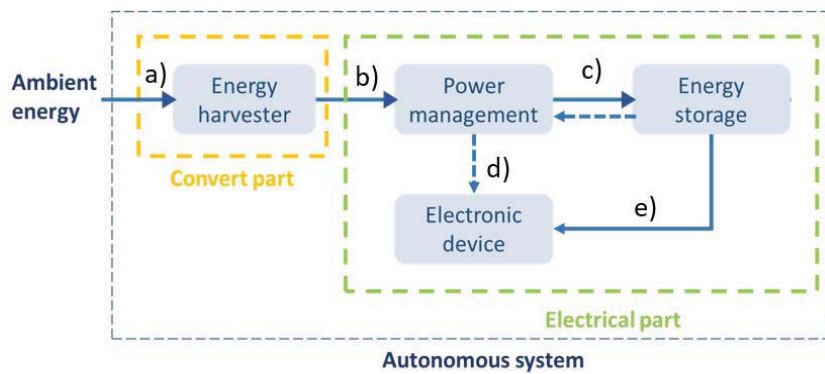 Ambient
energy
a)
Energy
harvester
Convert part
b)
Power
management
c)
Energy
storage
d)
Electronic
device
e)
Electrical part
Autonomous system